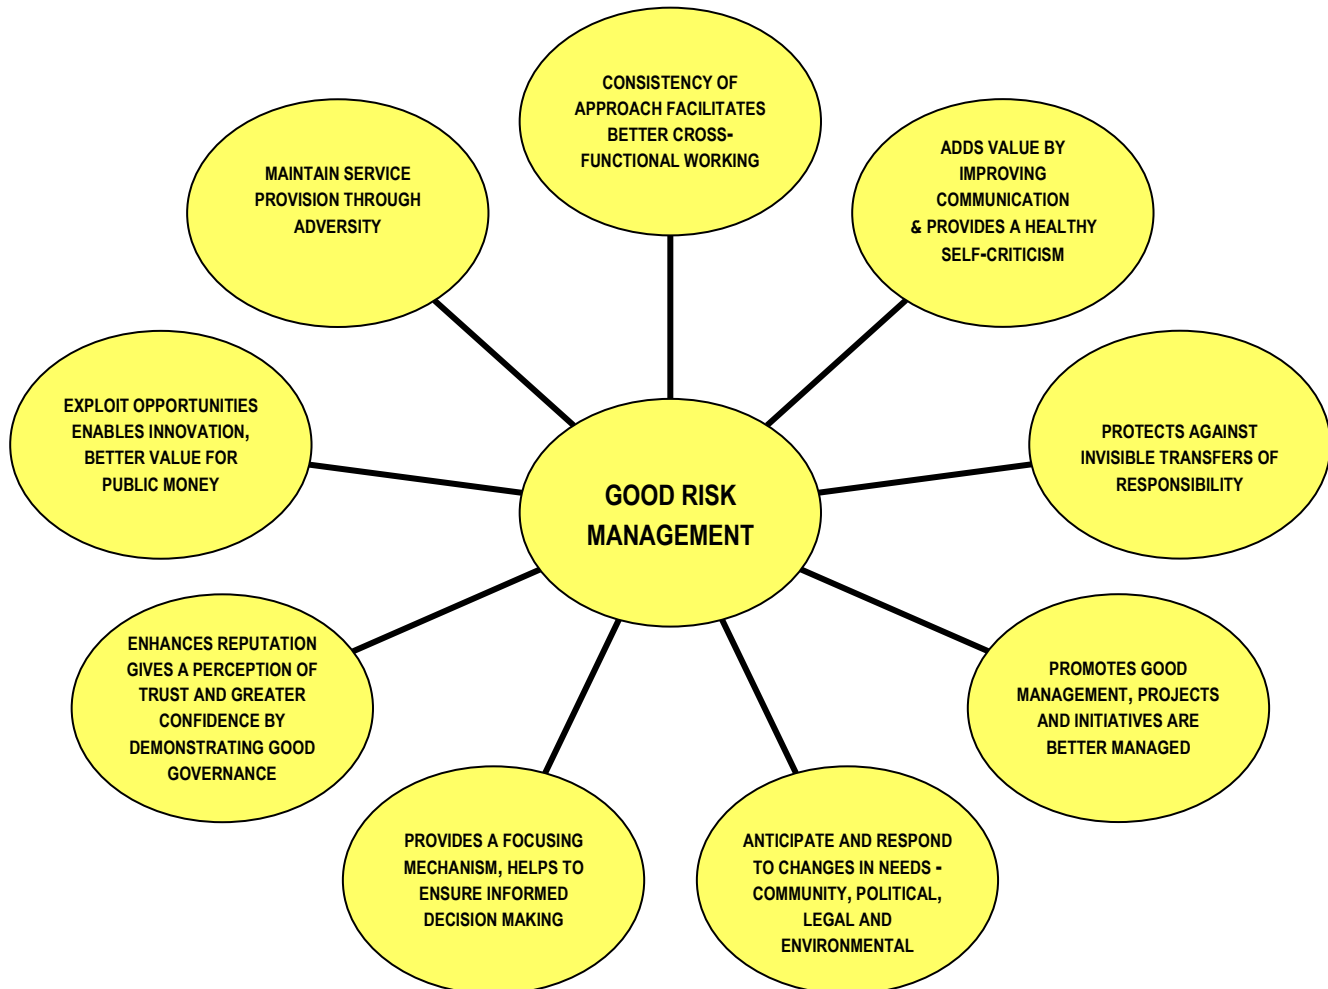 CONSISTENCY OF
APPROACH FACILITATES
BETTER CROSS-
FUNCTIONAL WORKING
ADDS VALUE BY
IMPROVING
COMMUNICATION
& PROVIDES A HEALTHY
SELF-CRITICISM
MAINTAIN SERVICE
PROVISION THROUGH
ADVERSITY
EXPLOIT OPPORTUNITIES
ENABLES INNOVATION,
BETTER VALUE FOR
PUBLIC MONEY
PROTECTS AGAINST
INVISIBLE TRANSFERS OF
RESPONSIBILITY
GOOD RISK
MANAGEMENT
ENHANCES REPUTATION
GIVES A PERCEPTION OF
TRUST AND GREATER
CONFIDENCE BY
DEMONSTRATING GOOD
GOVERNANCE
PROMOTES GOOD
MANAGEMENT, PROJECTS
AND INITIATIVES ARE
BETTER MANAGED
PROVIDES A FOCUSING
MECHANISM, HELPS TO
ENSURE INFORMED
DECISION MAKING
ANTICIPATE AND RESPOND
TO CHANGES IN NEEDS -
COMMUNITY, POLITICAL,
LEGAL AND
ENVIRONMENTAL